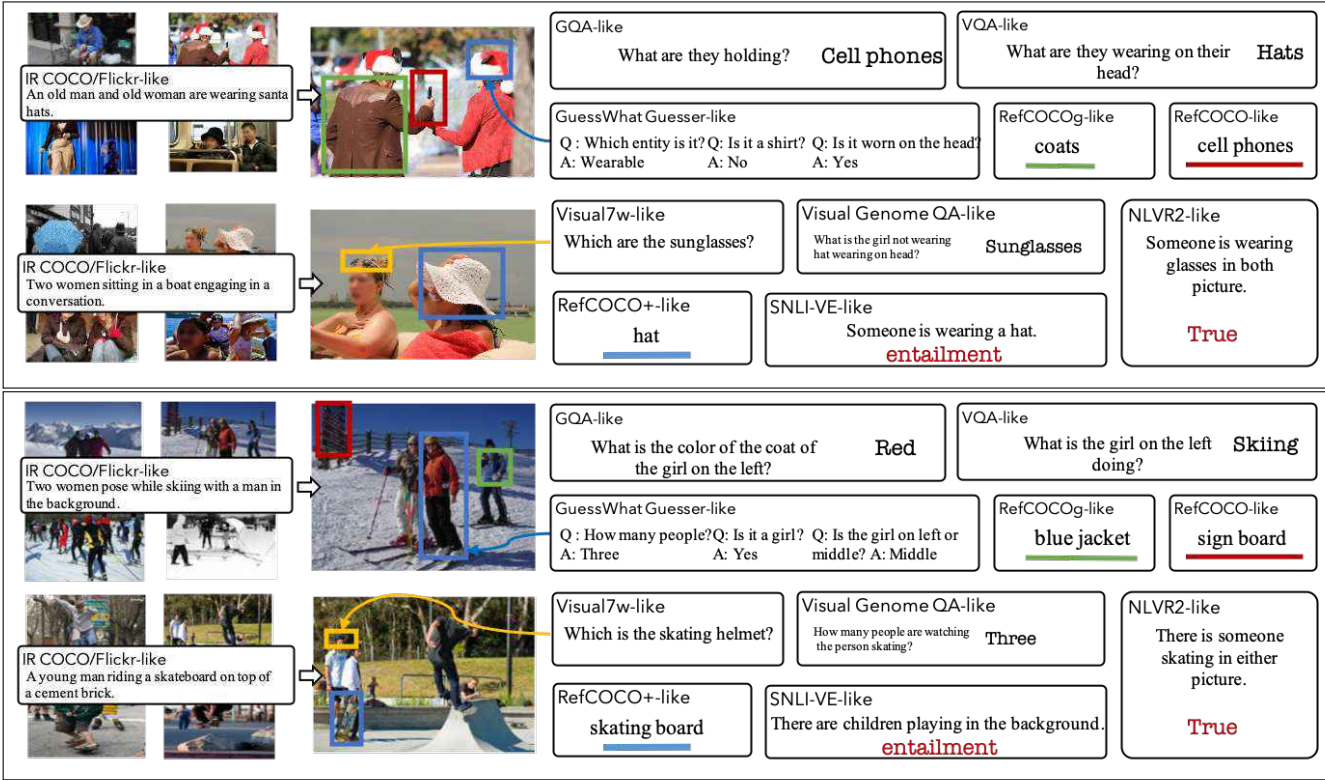 IR COCO/Flickr-like
An old man and old woman are wearing santa
hats.
GQA-like
What are they holding? Cell phones
VQA-like
What are they wearing on their
head?
Hats
GuessWhat Guesser-like
Q : Which entity is it? Q: Is it a shirt? Q: Is it worn on the head?
A: Wearable A: No A: Yes
RefCOCOg-like
coats
RefCOCO-like
cell phones
IR COCO/Flickr-like
Two women sitting in a boat engaging in a
conversation.
Visual7w-like
Which are the sunglasses?
Visual Genome QA-like
What is the girl not wearing
hat wearing on head?
Sunglasses
NLVR2-like
Someone is wearing
glasses in both
picture.
True
RefCOCO+-like
hat
SNLI-VE-like
Someone is wearing a hat.
entailment
IR COCO/Flickr-like
Two women pose while skiing with a man in
the background.
GQA-like
What is the color of the coat of
the girl on the left?
Red
VQA-like
What is the girl on the left
doing?
Skiing
GuessWhat Guesser-like
Q : How many people? Q: Is it a girl? Q: Is the girl on left or
A: Three A: Yes middle? A: Middle
RefCOCOg-like
blue jacket
RefCOCO-like
sign board
IR COCO/Flickr-like
A young man riding a skateboard on top of
a cement brick.
Visual7w-like
Which is the skating helmet?
Visual Genome QA-like
How many people are watching
the person skating?
Three
NLVR2-like
There is someone
skating in either
picture.
True
RefCOCO+-like
skating board
SNLI-VE-like
There are children playing in the background.
entailment